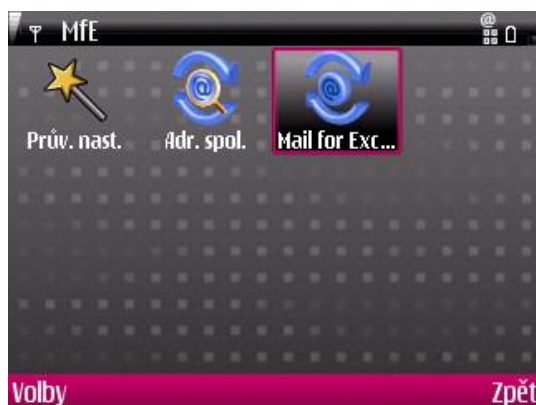 MfE
Prův. nast.
Adr. spol.
Mail for Exc...
Volby
Zpět